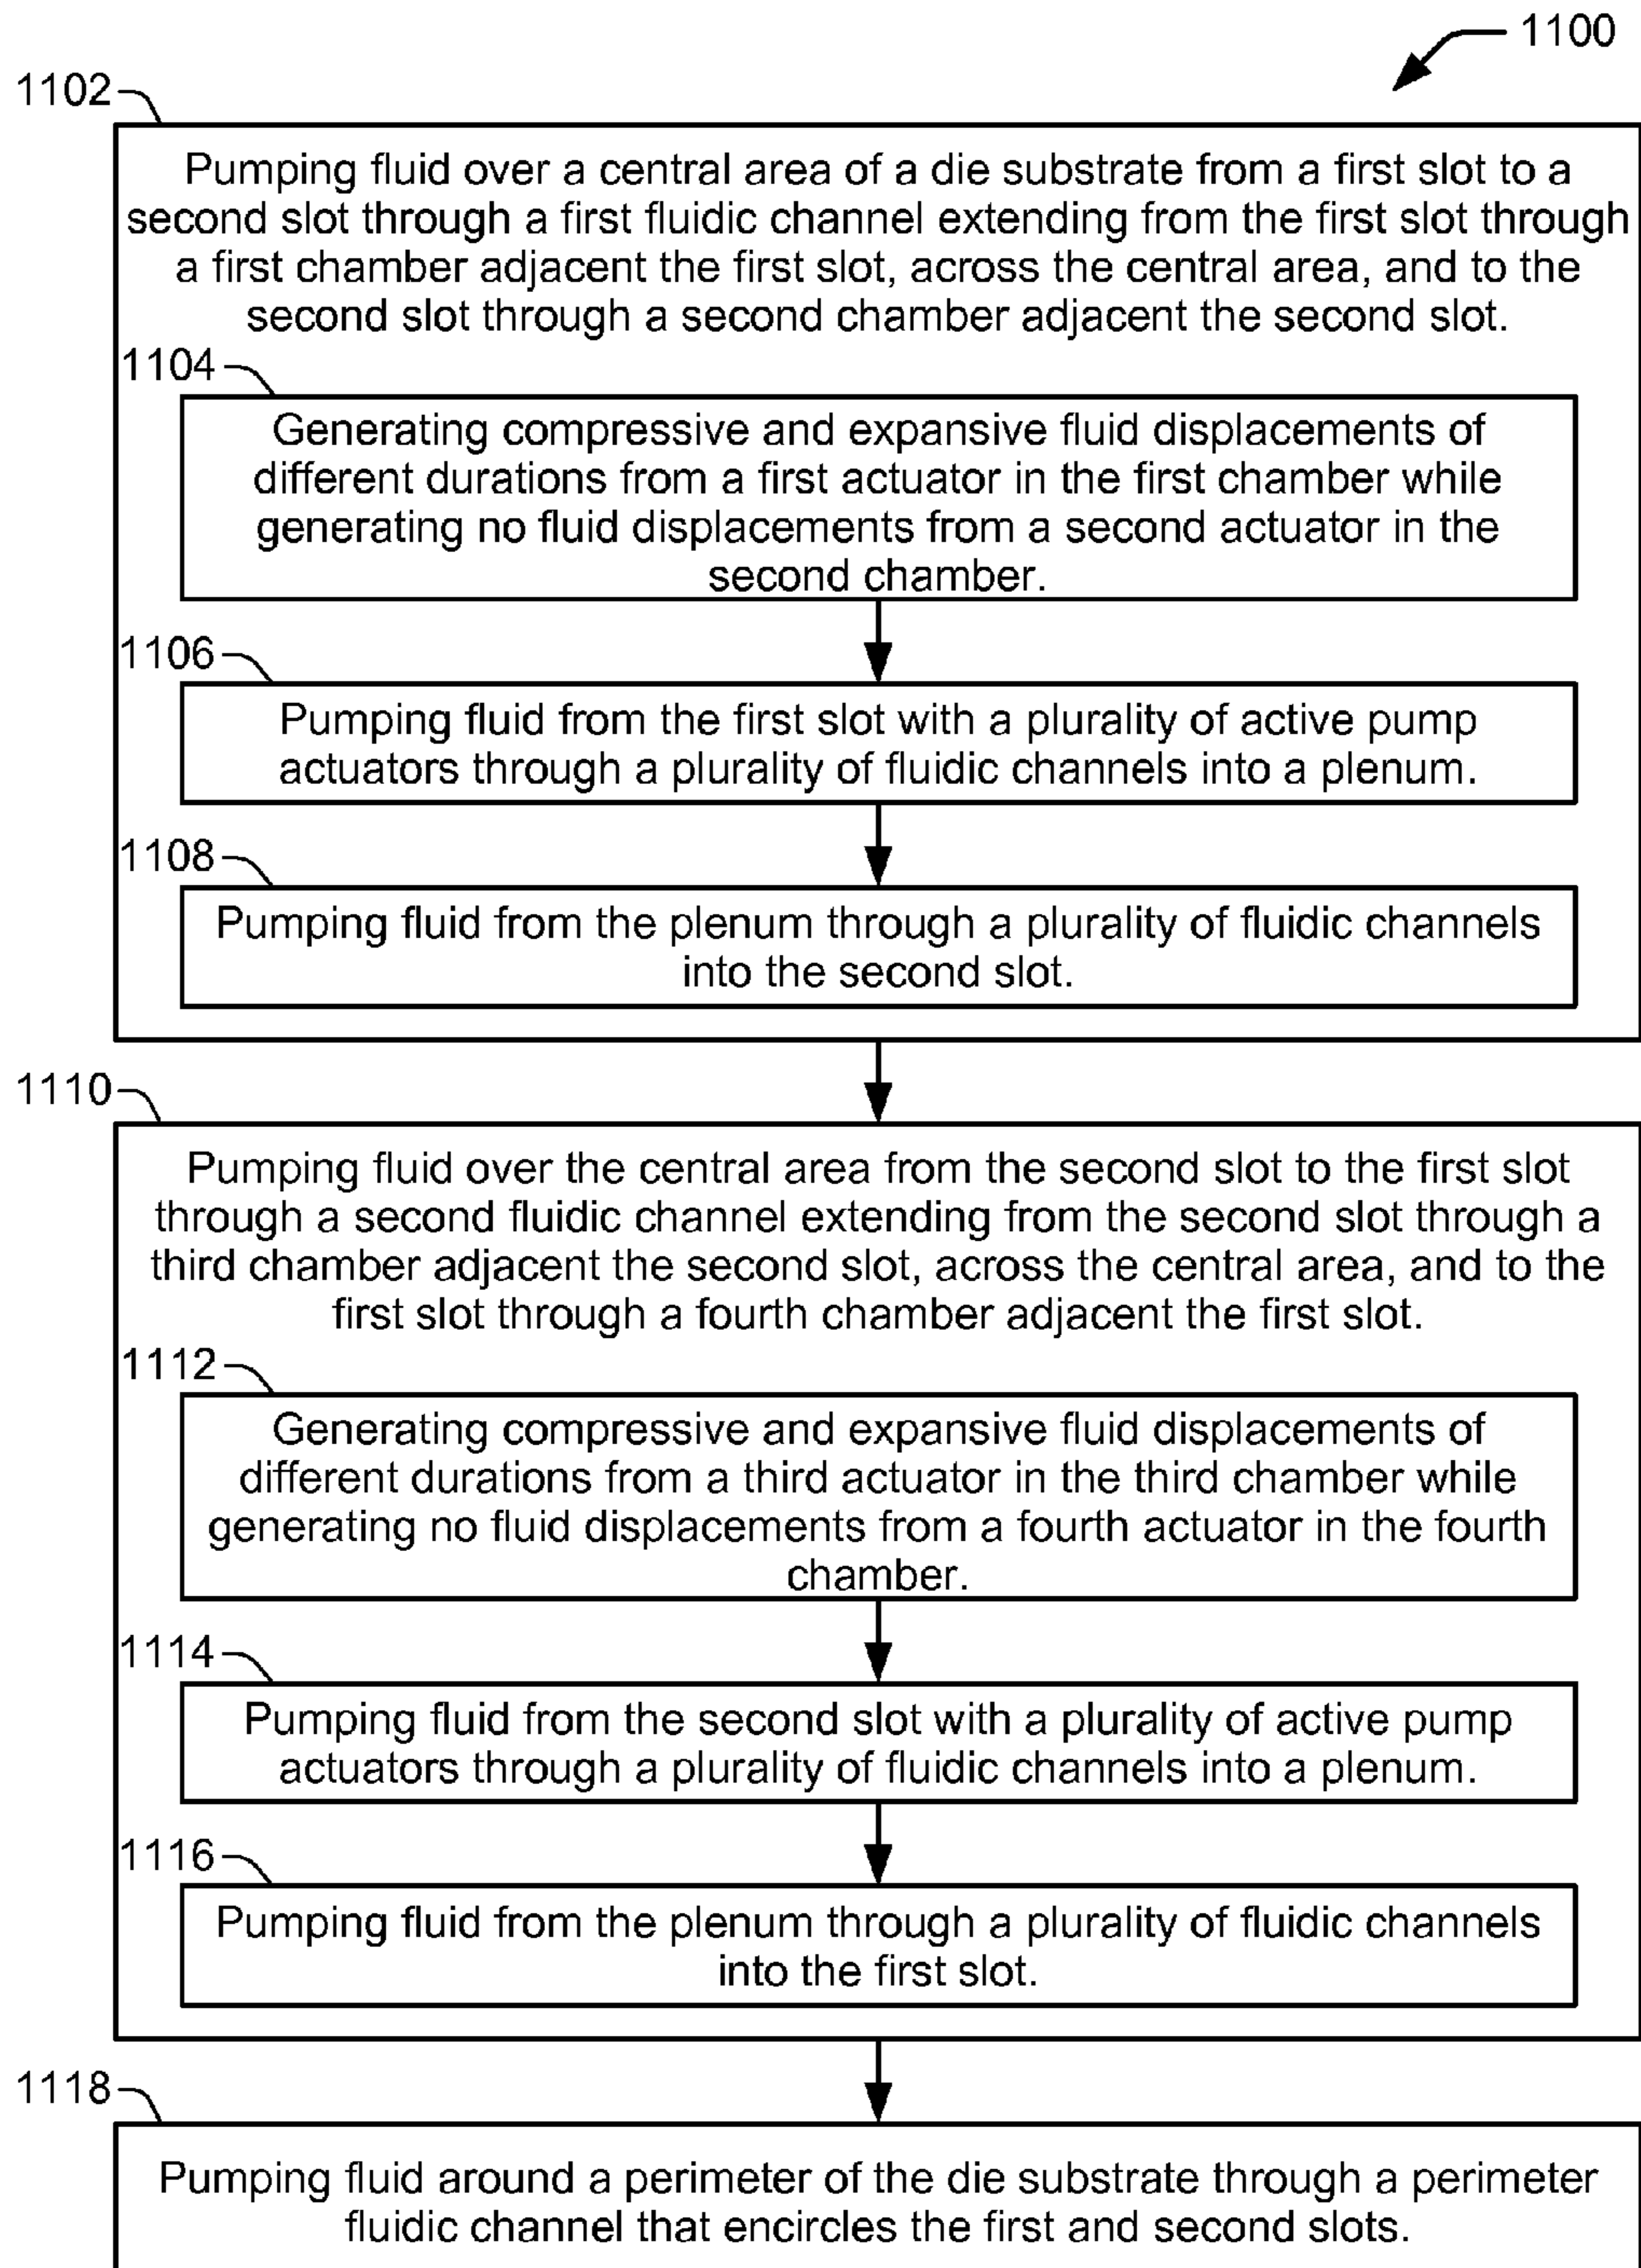 1100
1102
Pumping fluid over a central area of a die substrate from a first slot to a
second slot through a first fluidic channel extending from the first slot through
a first chamber adjacent the first slot, across the central area, and to the
second slot through a second chamber adjacent the second slot.
1104
Generating compressive and expansive fluid displacements of
different durations from a first actuator in the first chamber while
generating no fluid displacements from a second actuator in the
second chamber.
1106
Pumping fluid from the first slot with a plurality of active pump
actuators through a plurality of fluidic channels into a plenum.
1108
Pumping fluid from the plenum through a plurality of fluidic channels
into the second slot.
1110
Pumping fluid over the central area from the second slot to the first slot
through a second fluidic channel extending from the second slot through a
third chamber adjacent the second slot, across the central area, and to the
first slot through a fourth chamber adjacent the first slot.
1112
Generating compressive and expansive fluid displacements of
different durations from a third actuator in the third chamber while
generating no fluid displacements from a fourth actuator in the fourth
chamber.
1114
Pumping fluid from the second slot with a plurality of active pump
actuators through a plurality of fluidic channels into a plenum.
1116
Pumping fluid from the plenum through a plurality of fluidic channels
into the first slot.
1118
Pumping fluid around a perimeter of the die substrate through a perimeter
fluidic channel that encircles the first and second slots.